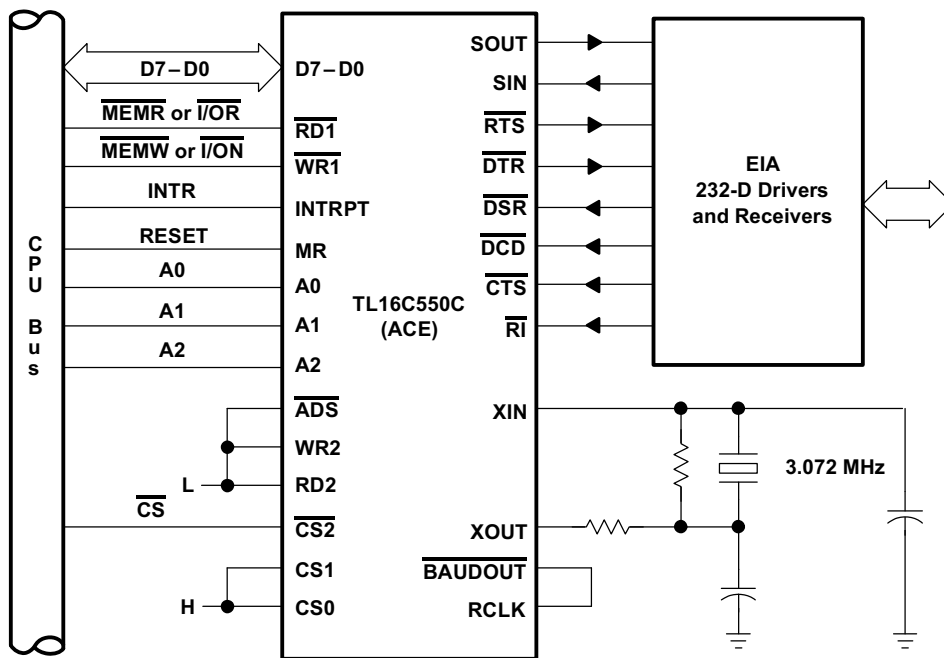 CPU Bus
D7–D0
MEMR or I/OR
MEMW or I/ON
INTR
RESET
A0
A1
A2
L
CS
H
D7–D0
RD1
WR1
INTRPT
MR
A0
A1
A2
ADS
WR2
RD2
CS2
CS1
CS0
TL16C550C
(ACE)
SOUT
SIN
RTS
DTR
DSR
DCD
CTS
RI
XIN
XOUT
BAUDOUT
RCLK
EIA
232-D Drivers
and Receivers
3.072 MHz